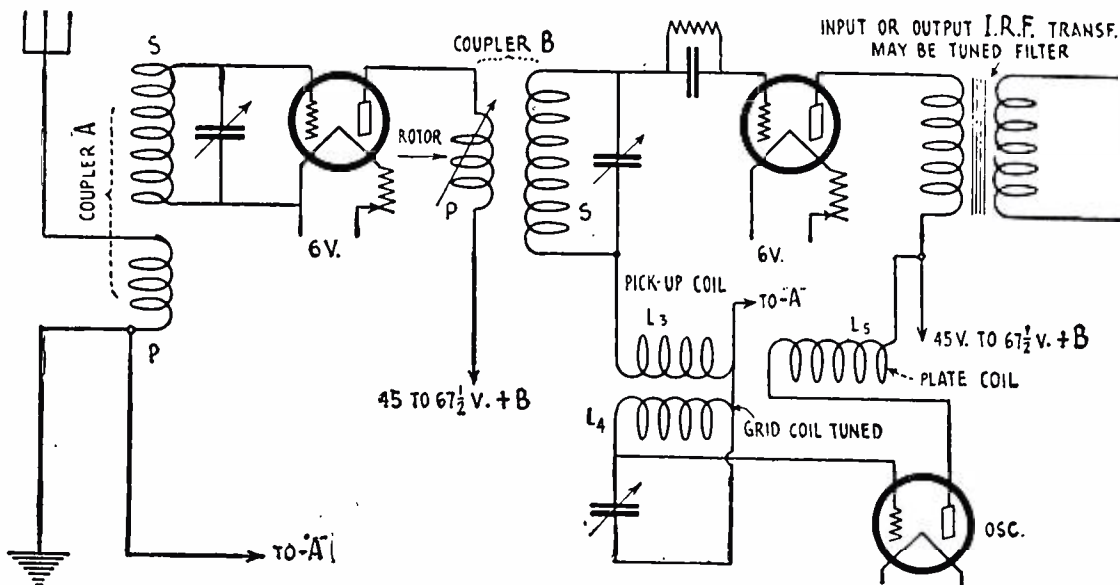 INPUT OR OUTPUT I.R.F. TRANSF.
MAY BE TUNED FILTER
COUPLER B
S
COUPLER A
ROTOR
P
S
6V.
6V.
PICK-UP COIL
TO-"A"-
L3
L5
45V. TO 67½ V. + B
PLATE COIL
P
45 TO 67½ V. + B
L4
GRID COIL TUNED
OSC.
TO-"A"